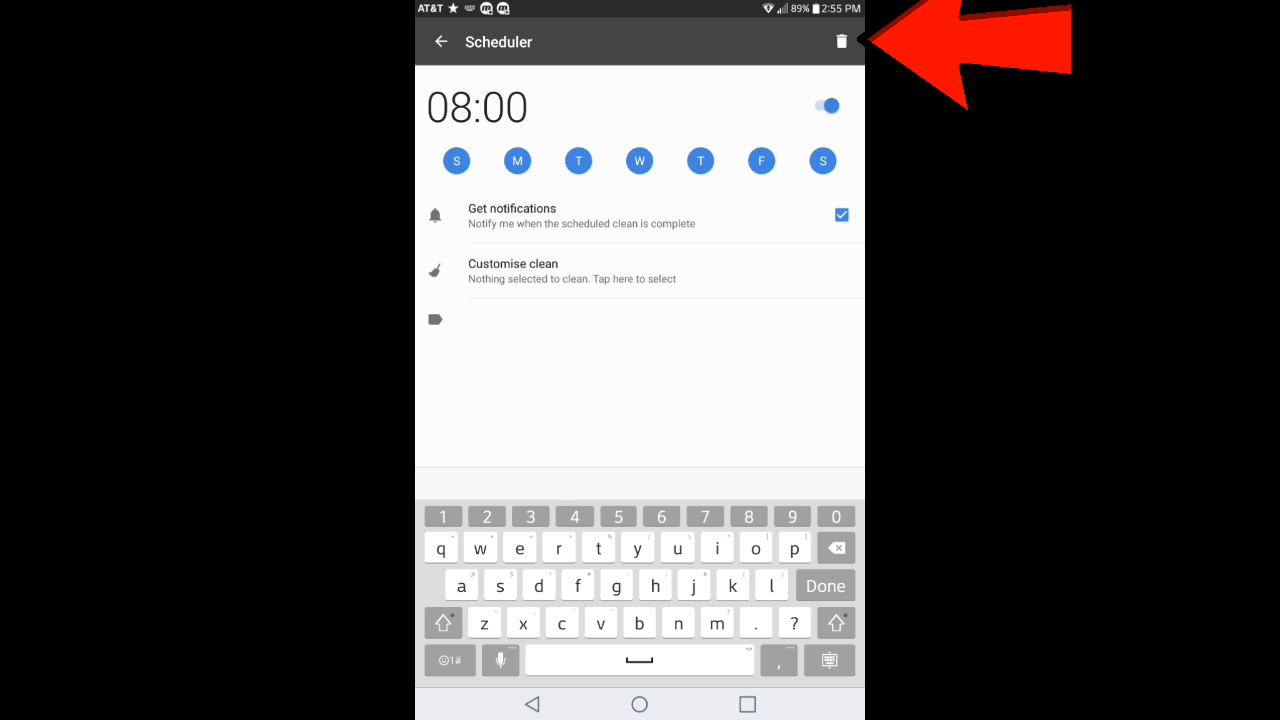 AT&T 89% 2:55 PM
Scheduler
08:00
S M T W T F S
Get notifications
Notify me when the scheduled clean is complete
Customise clean
Nothing selected to clean. Tap here to select
1 2 3 4 5 6 7 8 9 0
q w e r t y u i o p
a s d f g h j k l Done
z x c v b n m . ?
1# ,